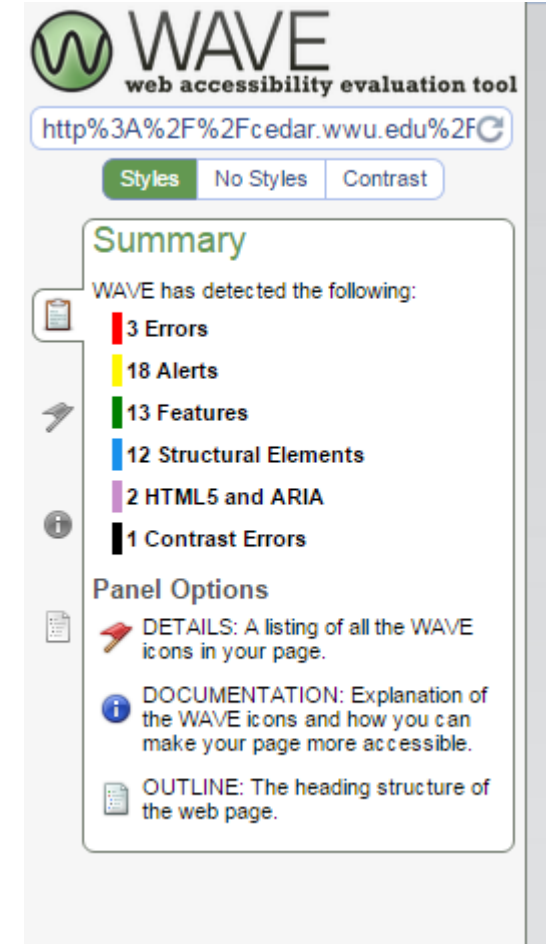 WAVE
web accessibility evaluation tool
http%3A%2F%2Fcedar.wwu.edu%2F
Styles No Styles Contrast
Summary
WAVE has detected the following:
3 Errors
18 Alerts
13 Features
12 Structural Elements
2 HTML5 and ARIA
1 Contrast Errors
Panel Options
DETAILS: A listing of all the WAVE
icons in your page.
DOCUMENTATION: Explanation of
the WAVE icons and how you can
make your page more accessible.
OUTLINE: The heading structure of
the web page.